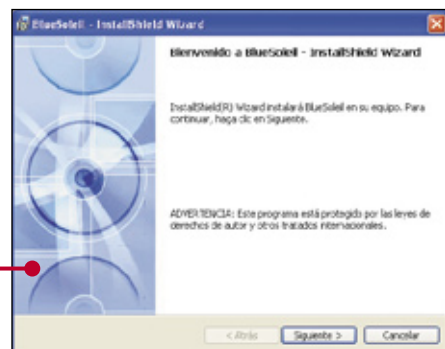 BlueSoleil - InstallShield Wizard
Bienvenido a BlueSoleil - InstallShield Wizard
InstallShield(R) Wizard instalará BlueSoleil en su equipo. Para
continuar, haga clic en Siguiente.
ADVERTENCIA: Este programa está protegido por las leyes de
derechos de autor y otros tratados internacionales.
< Atrás
Siguiente >
Cancelar